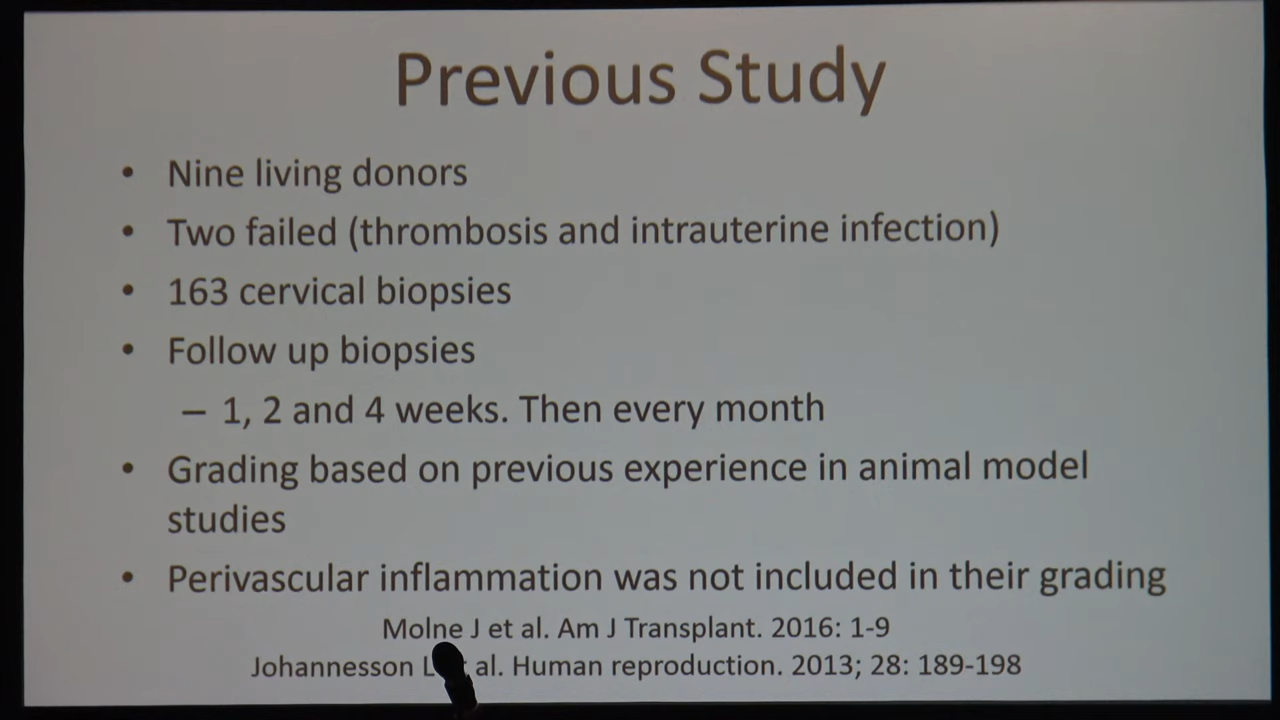 Previous Study
• Nine living donors
• Two failed (thrombosis and intrauterine infection)
• 163 cervical biopsies
• Follow up biopsies
– 1, 2 and 4 weeks. Then every month
• Grading based on previous experience in animal model
studies
• Perivascular inflammation was not included in their grading
Molne J et al. Am J Transplant. 2016: 1-9
Johannesson L al. Human reproduction. 2013; 28: 189-198